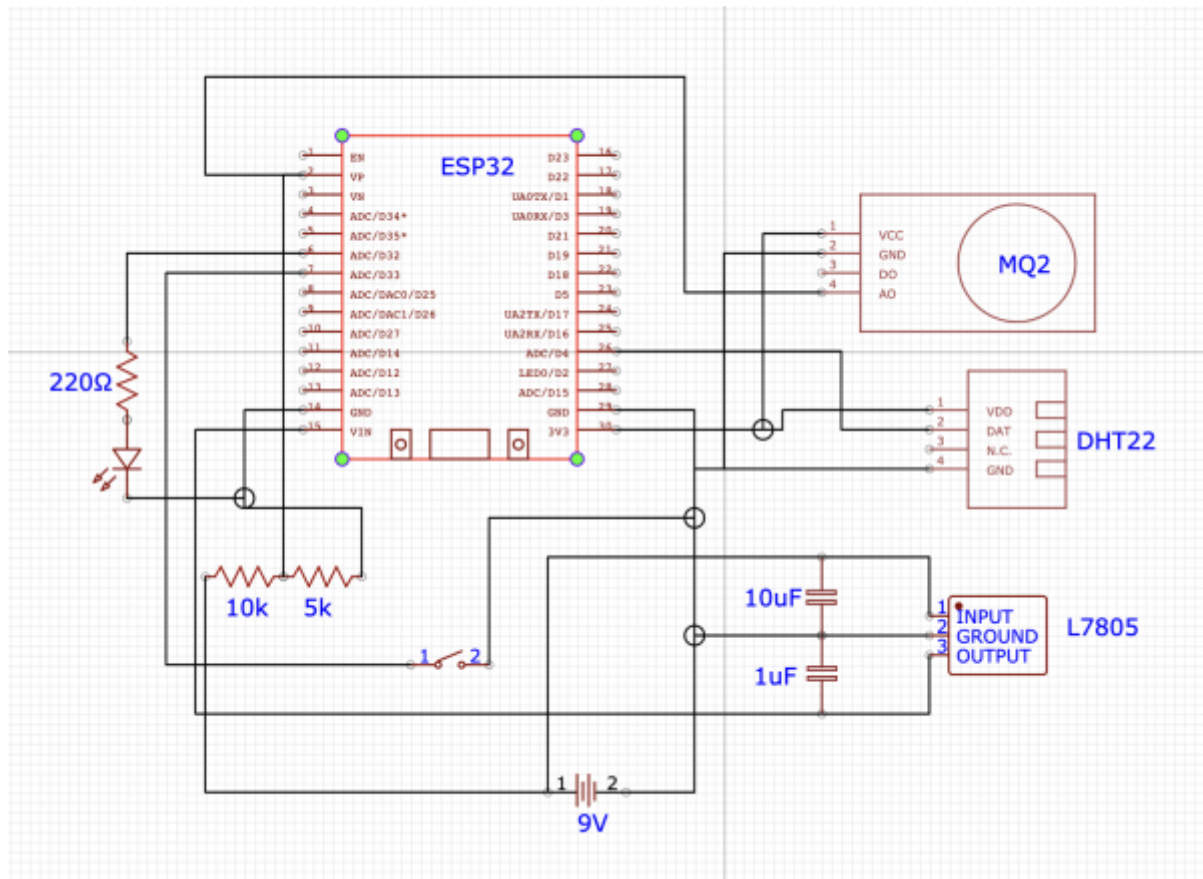 ESP32
1
EN
2
VP
3
VN
4
ADC/D34*
5
ADC/D35*
6
ADC/D32
7
ADC/D33
8
ADC/DAC0/D25
9
ADC/DAC1/D26
10
ADC/D27
11
ADC/D14
12
ADC/D12
13
ADC/D13
14
GND
15
VIN
D23
16
D22
17
UA0TX/D1
18
UA0RX/D3
19
D21
20
D19
21
D18
22
D5
23
UA2TX/D17
24
UA2RX/D16
25
ADC/D4
26
LED0/D2
27
ADC/D15
28
GND
29
3V3
30
1
VCC
2
GND
3
DO
4
AO
MQ2
1
VDD
2
DAT
3
N.C.
4
GND
DHT22
220Ω
10k
5k
1
2
10uF
1uF
1
INPUT
2
GROUND
3
OUTPUT
L7805
1
2
9V